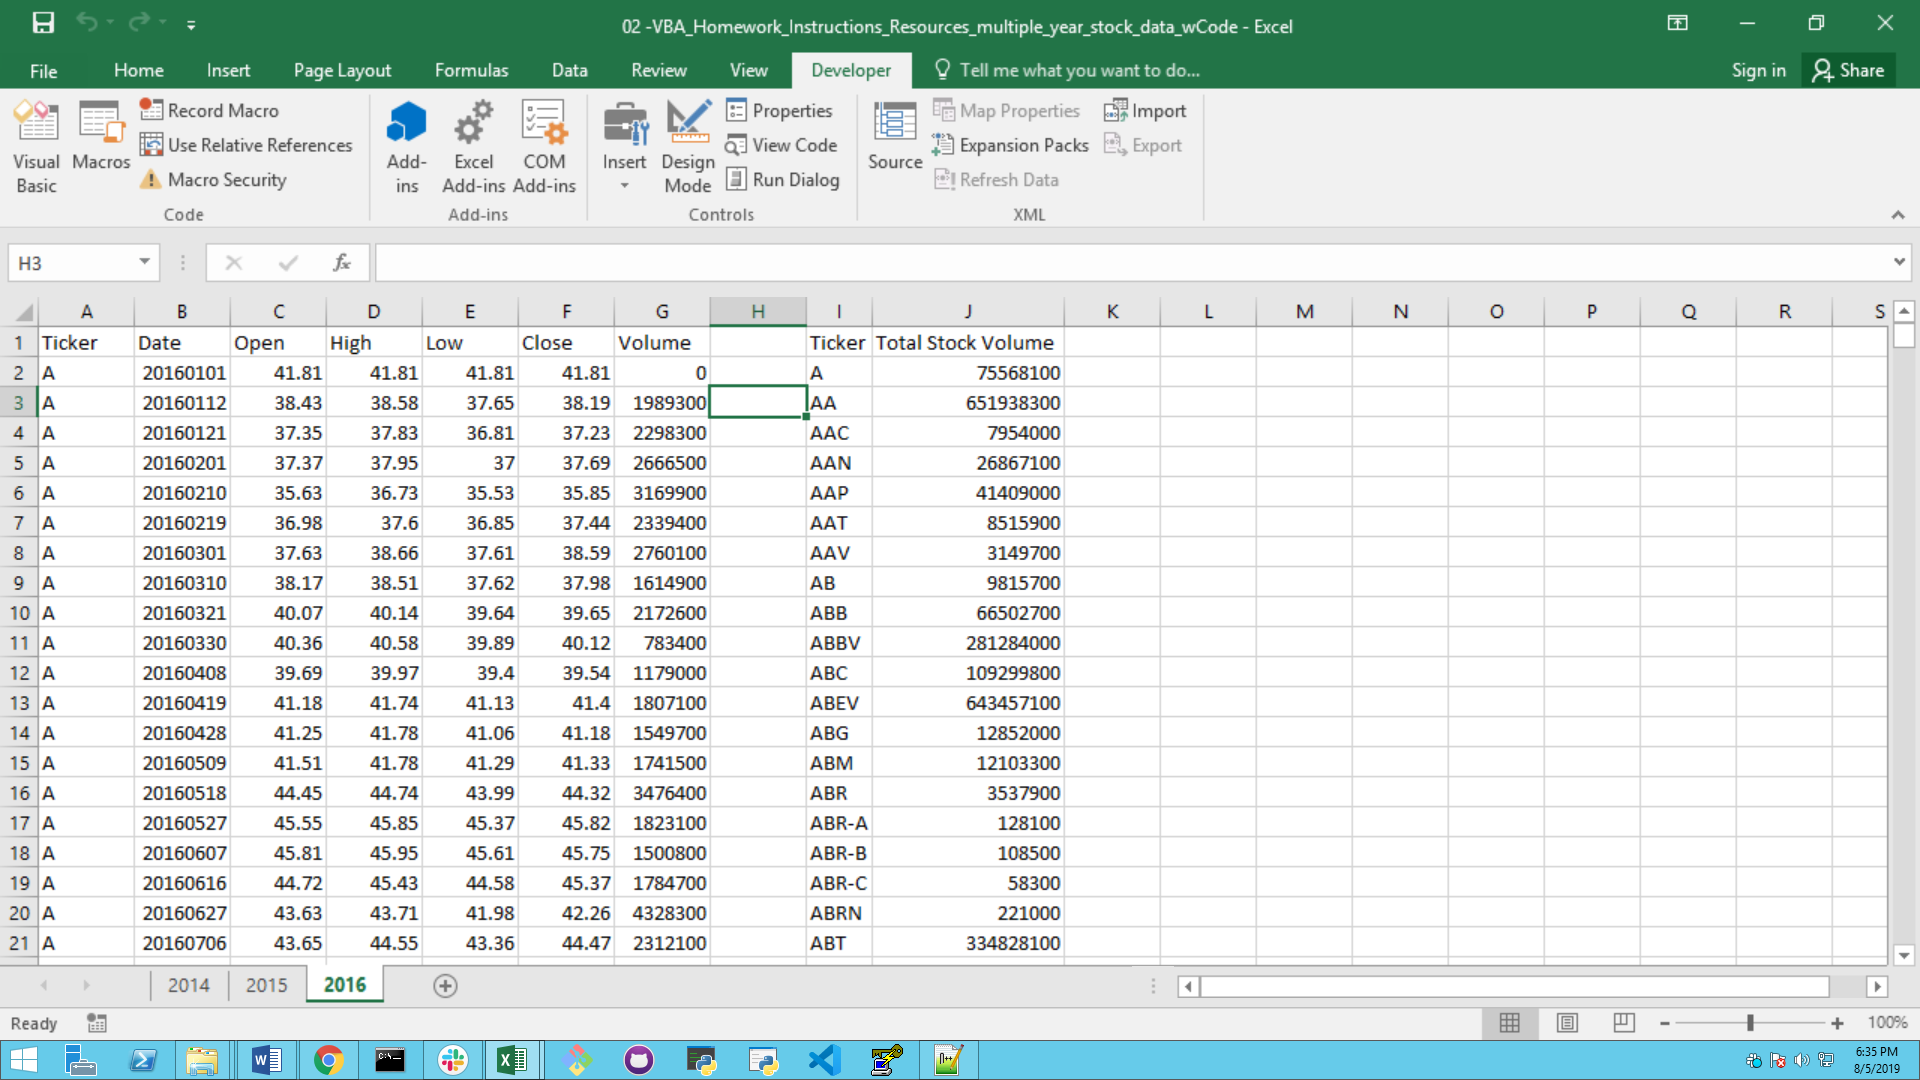 02 -VBA_Homework_Instructions_Resources_multiple_year_stock_data_wCode - Excel
File Home Insert Page Layout Formulas Data Review View Developer Tell me what you want to do... Sign in Share
Visual Basic
Macros
Record Macro
Use Relative References
Macro Security
Code
Add-ins
Excel Add-ins
COM Add-ins
Add-ins
Insert
Design Mode
Properties
View Code
Run Dialog
Controls
Source
Map Properties
Expansion Packs
Refresh Data
Import
Export
XML
H3 fx
A B C D E F G H I J K L M N O P Q R S
1 Ticker Date Open High Low Close Volume Ticker Total Stock Volume
2 A 20160101 41.81 41.81 41.81 41.81 0 A 75568100
3 A 20160112 38.43 38.58 37.65 38.19 1989300 AA 651938300
4 A 20160121 37.35 37.83 36.81 37.23 2298300 AAC 7954000
5 A 20160201 37.37 37.95 37 37.69 2666500 AAN 26867100
6 A 20160210 35.63 36.73 35.53 35.85 3169900 AAP 41409000
7 A 20160219 36.98 37.6 36.85 37.44 2339400 AAT 8515900
8 A 20160301 37.63 38.66 37.61 38.59 2760100 AAV 3149700
9 A 20160310 38.17 38.51 37.62 37.98 1614900 AB 9815700
10 A 20160321 40.07 40.14 39.64 39.65 2172600 ABB 66502700
11 A 20160330 40.36 40.58 39.89 40.12 783400 ABBV 281284000
12 A 20160408 39.69 39.97 39.4 39.54 1179000 ABC 109299800
13 A 20160419 41.18 41.74 41.13 41.4 1807100 ABEV 643457100
14 A 20160428 41.25 41.78 41.06 41.18 1549700 ABG 12852000
15 A 20160509 41.51 41.78 41.29 41.33 1741500 ABM 12103300
16 A 20160518 44.45 44.74 43.99 44.32 3476400 ABR 3537900
17 A 20160527 45.55 45.85 45.37 45.82 1823100 ABR-A 128100
18 A 20160607 45.81 45.95 45.61 45.75 1500800 ABR-B 108500
19 A 20160616 44.72 45.43 44.58 45.37 1784700 ABR-C 58300
20 A 20160627 43.63 43.71 41.98 42.26 4328300 ABRN 221000
21 A 20160706 43.65 44.55 43.36 44.47 2312100 ABT 334828100
2014 2015 2016
Ready 100%
6:35 PM
8/5/2019